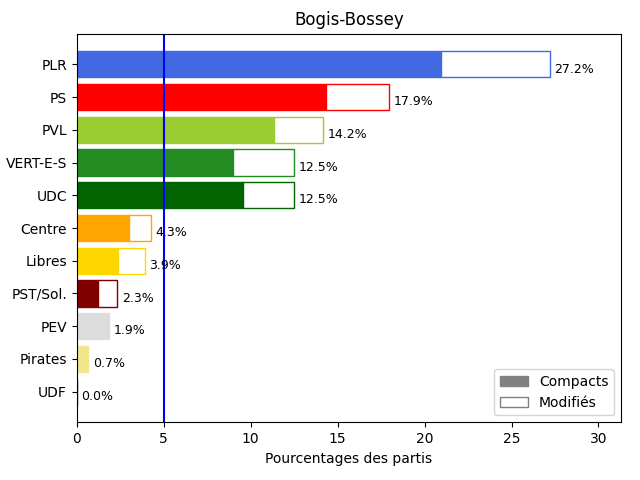 Bogis-Bossey
PLR 27.2%
PS 17.9%
PVL 14.2%
VERT-E-S 12.5%
UDC 12.5%
Centre 4.3%
Libres 3.9%
PST/Sol. 2.3%
PEV 1.9%
Pirates 0.7%
UDF 0.0%
Compacts
Modifiés
0 5 10 15 20 25 30
Pourcentages des partis